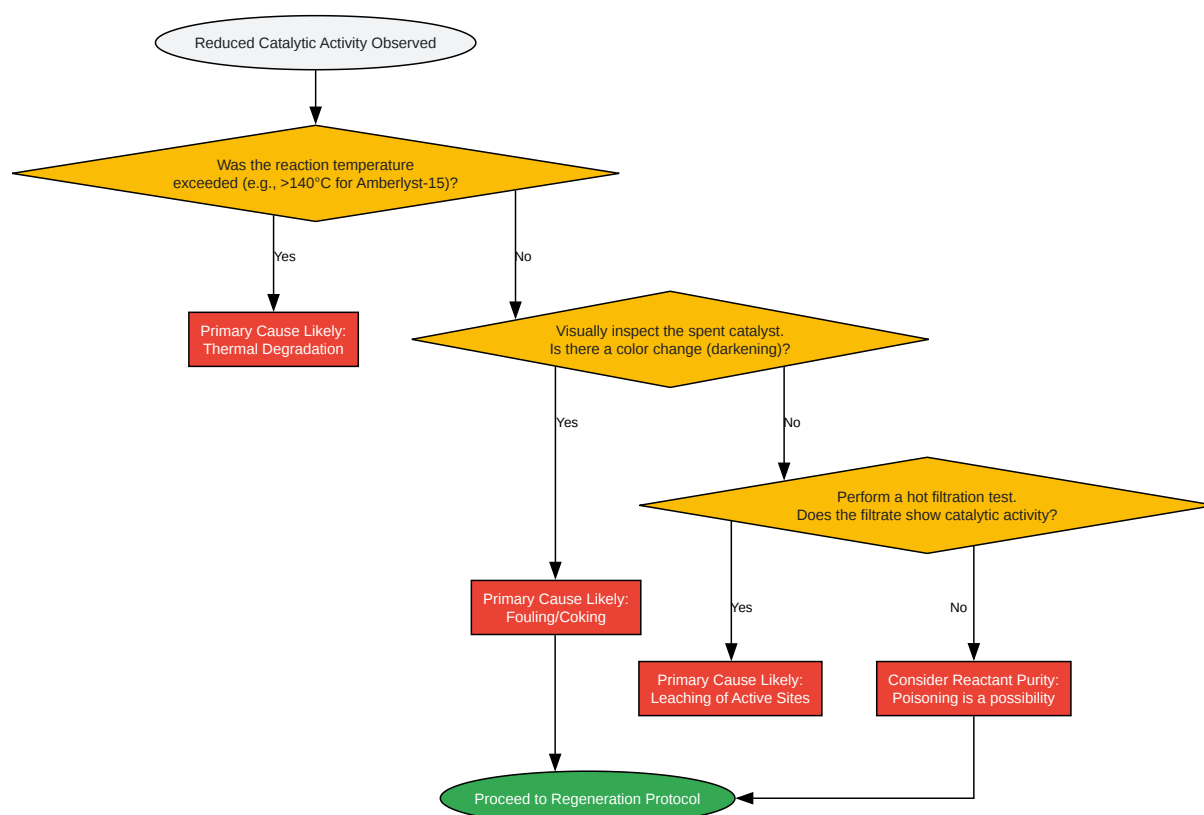 Reduced Catalytic Activity Observed
Was the reaction temperature
exceeded (e.g., >140°C for Amberlyst-15)?
Yes
No
Primary Cause Likely:
Thermal Degradation
Visually inspect the spent catalyst.
Is there a color change (darkening)?
Yes
No
Perform a hot filtration test.
Does the filtrate show catalytic activity?
Primary Cause Likely:
Fouling/Coking
Yes
No
Primary Cause Likely:
Leaching of Active Sites
Consider Reactant Purity:
Poisoning is a possibility
Proceed to Regeneration Protocol